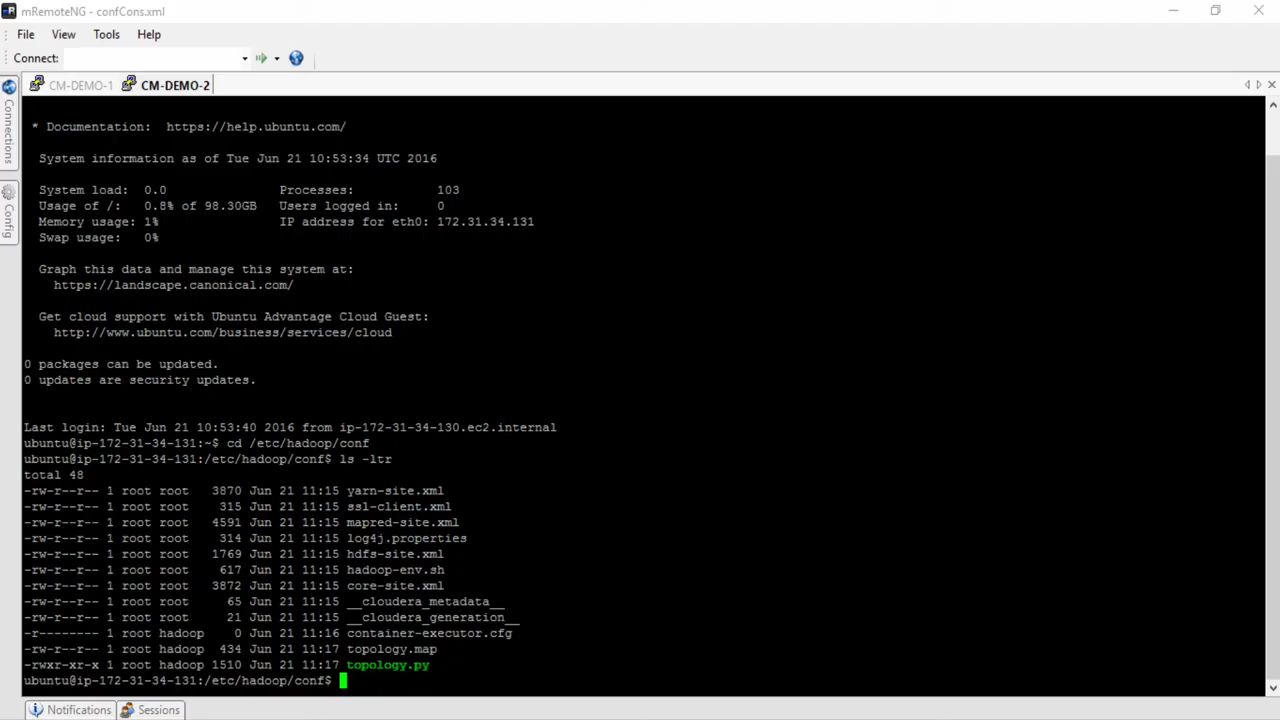 mRemoteNG - confCons.xml
File View Tools Help
Connect:
CM-DEMO-1 CM-DEMO-2
Connections
Config
* Documentation:  https://help.ubuntu.com/
System information as of Tue Jun 21 10:53:34 UTC 2016
System load: 0.0 Processes: 103
Usage of /: 0.8% of 98.30GB Users logged in: 0
Memory usage: 1% IP address for eth0: 172.31.34.131
Swap usage: 0%
Graph this data and manage this system at:
https://landscape.canonical.com/
Get cloud support with Ubuntu Advantage Cloud Guest:
http://www.ubuntu.com/business/services/cloud
0 packages can be updated.
0 updates are security updates.
Last login: Tue Jun 21 10:53:40 2016 from ip-172-31-34-130.ec2.internal
ubuntu@ip-172-31-34-131:~$ cd /etc/hadoop/conf
ubuntu@ip-172-31-34-131:/etc/hadoop/conf$ ls -ltr
total 48
-rw-r--r-- 1 root root 3870 Jun 21 11:15 yarn-site.xml
-rw-r--r-- 1 root root 315 Jun 21 11:15 ssl-client.xml
-rw-r--r-- 1 root root 4591 Jun 21 11:15 mapred-site.xml
-rw-r--r-- 1 root root 314 Jun 21 11:15 log4j.properties
-rw-r--r-- 1 root root 1769 Jun 21 11:15 hdfs-site.xml
-rw-r--r-- 1 root root 617 Jun 21 11:15 hadoop-env.sh
-rw-r--r-- 1 root root 3872 Jun 21 11:15 core-site.xml
-rw-r--r-- 1 root root 65 Jun 21 11:15 __cloudera_metadata__
-rw-r--r-- 1 root root 21 Jun 21 11:15 __cloudera_generation__
-r-------- 1 root hadoop 0 Jun 21 11:16 container-executor.cfg
-rw-r--r-- 1 root hadoop 434 Jun 21 11:17 topology.map
-rwxr-xr-x 1 root hadoop 1510 Jun 21 11:17 topology.py
ubuntu@ip-172-31-34-131:/etc/hadoop/conf$
Notifications Sessions